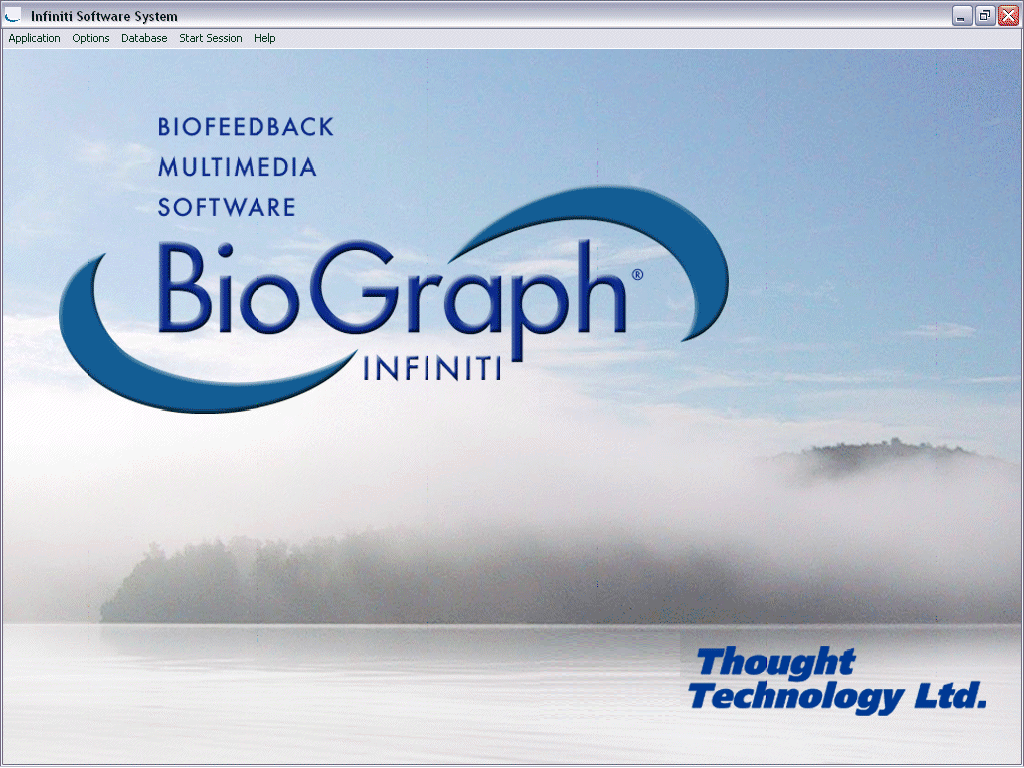 Infiniti Software System
Application Options Database Start Session Help
BIOFEEDBACK
MULTIMEDIA
SOFTWARE
BioGraph®
INFINITI
Thought
Technology Ltd.